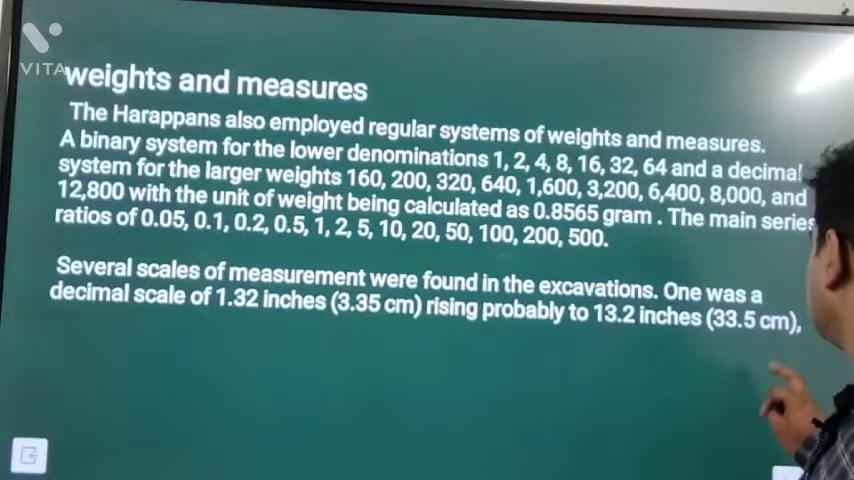 VITA
weights and measures
The Harappans also employed regular systems of weights and measures.
A binary system for the lower denominations 1, 2, 4, 8, 16, 32, 64 and a decimal
system for the larger weights 160, 200, 320, 640, 1,600, 3,200, 6,400, 8,000, and
12,800 with the unit of weight being calculated as 0.8565 gram . The main series
ratios of 0.05, 0.1, 0.2, 0.5, 1, 2, 5, 10, 20, 50, 100, 200, 500.
Several scales of measurement were found in the excavations. One was a
decimal scale of 1.32 inches (3.35 cm) rising probably to 13.2 inches (33.5 cm),